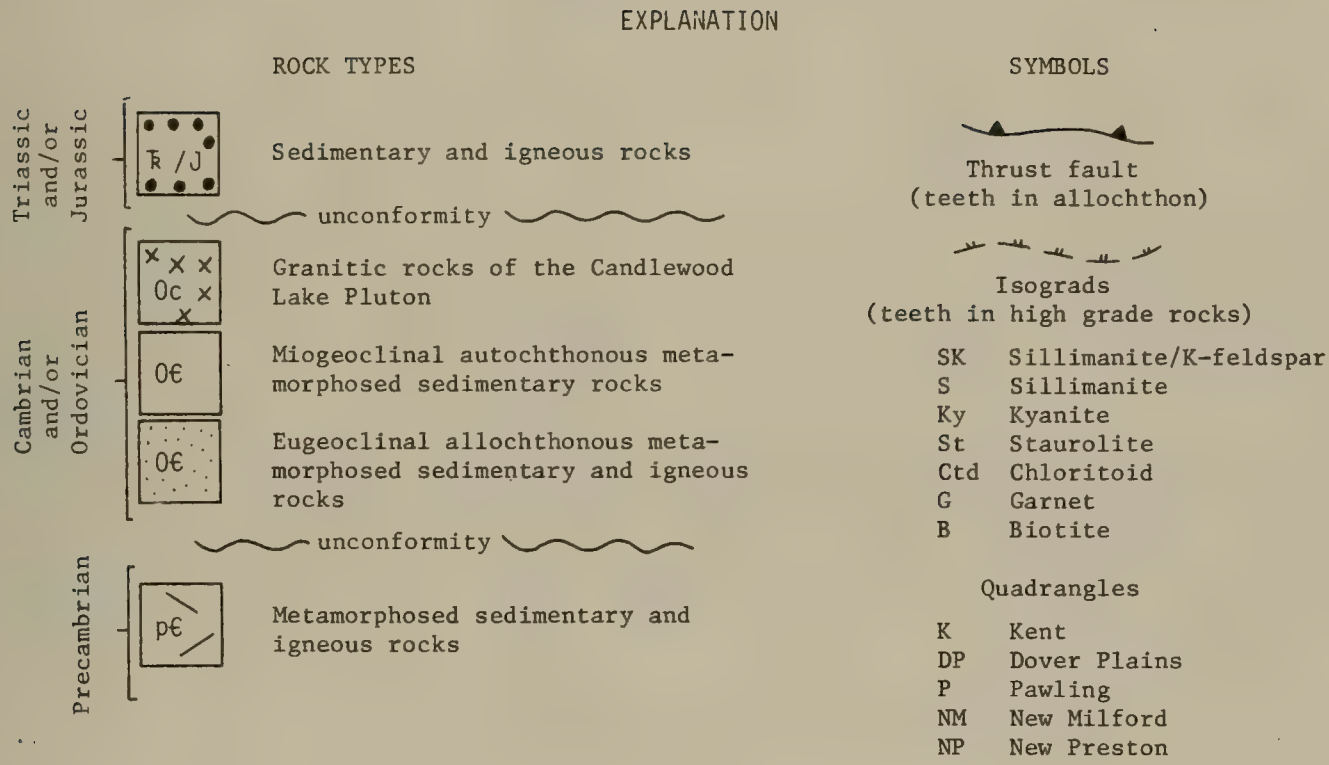 EXPLANATION
ROCK TYPES
Triassic
and/or
Jurassic
Ꞧ /J
Sedimentary and igneous rocks
unconformity
Cambrian
and/or
Ordovician
Oc
Granitic rocks of the Candlewood
Lake Pluton
O€
Miogeoclinal autochthonous meta-
morphosed sedimentary rocks
O€
Eugeoclinal allochthonous meta-
morphosed sedimentary and igneous
rocks
unconformity
Precambrian
p€
Metamorphosed sedimentary and
igneous rocks
SYMBOLS
Thrust fault
(teeth in allochthon)
Isograds
(teeth in high grade rocks)
SK Sillimanite/K-feldspar
S Sillimanite
Ky Kyanite
St Staurolite
Ctd Chloritoid
G Garnet
B Biotite
Quadrangles
K Kent
DP Dover Plains
P Pawling
NM New Milford
NP New Preston